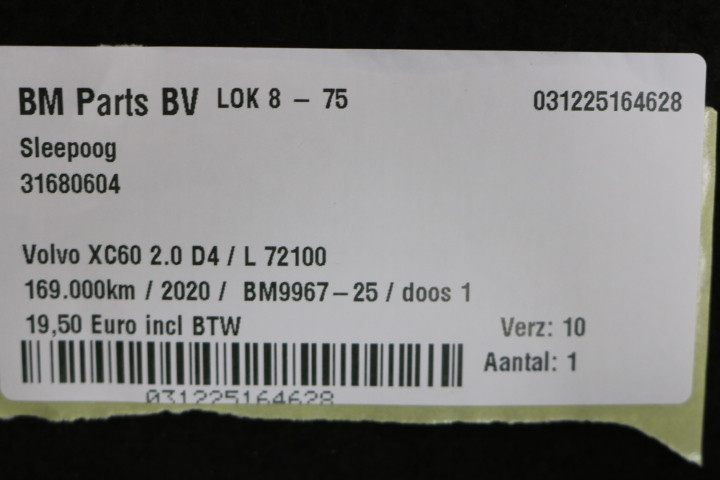 BM Parts BV LOK 8 - 75 031225164628
Sleepoog
31680604
Volvo XC60 2.0 D4 / L 72100
169.000km / 2020 / BM9967-25 / doos 1
19,50 Euro incl BTW Verz: 10
Aantal: 1
031225164628